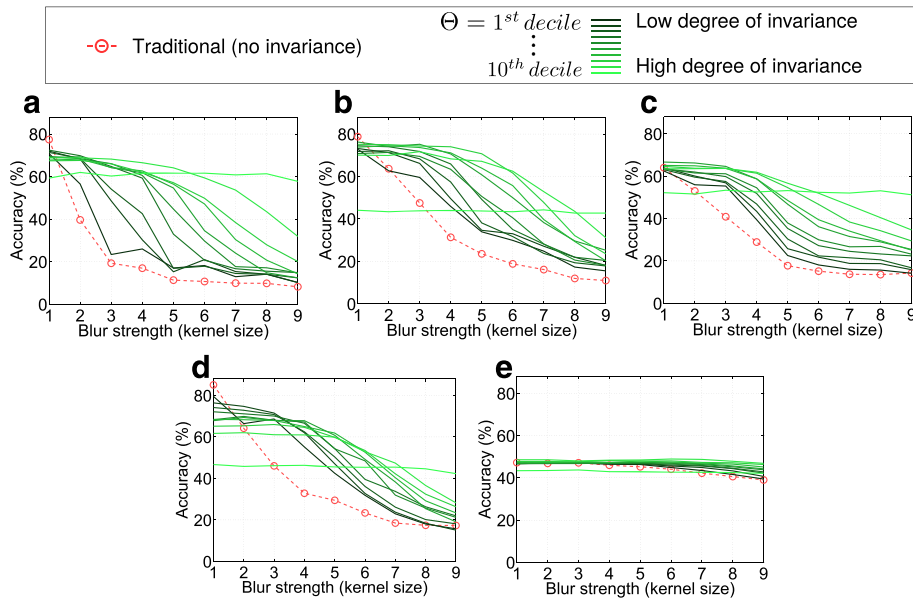 Traditional (no invariance)
Θ = 1st decile
⋮
10th decile
Low degree of invariance
High degree of invariance
a
80
60
40
20
0
Accuracy (%)
1 2 3 4 5 6 7 8 9
Blur strength (kernel size)
b
80
60
40
20
0
Accuracy (%)
1 2 3 4 5 6 7 8 9
Blur strength (kernel size)
c
80
60
40
20
0
Accuracy (%)
1 2 3 4 5 6 7 8 9
Blur strength (kernel size)
d
80
60
40
20
0
Accuracy (%)
1 2 3 4 5 6 7 8 9
Blur strength (kernel size)
e
80
60
40
20
0
Accuracy (%)
1 2 3 4 5 6 7 8 9
Blur strength (kernel size)